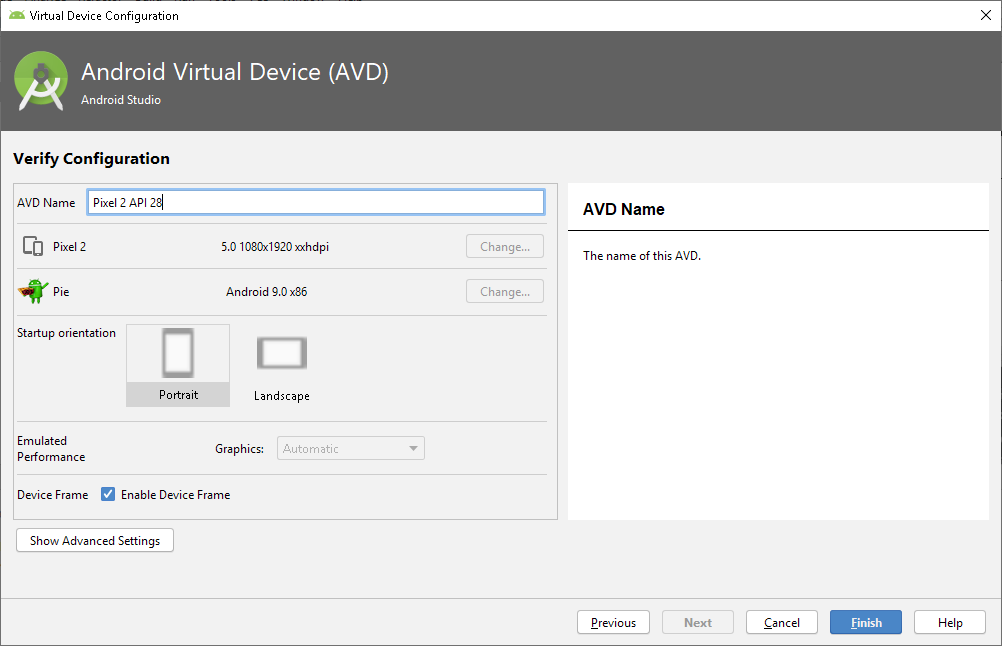 Virtual Device Configuration
Android Virtual Device (AVD)
Android Studio
Verify Configuration
AVD Name Pixel 2 API 28
Pixel 2 5.0 1080x1920 xxhdpi Change...
Pie Android 9.0 x86 Change...
Startup orientation
Portrait
Landscape
Emulated
Performance
Graphics: Automatic
Device Frame Enable Device Frame
Show Advanced Settings
AVD Name
The name of this AVD.
Previous Next Cancel Finish Help